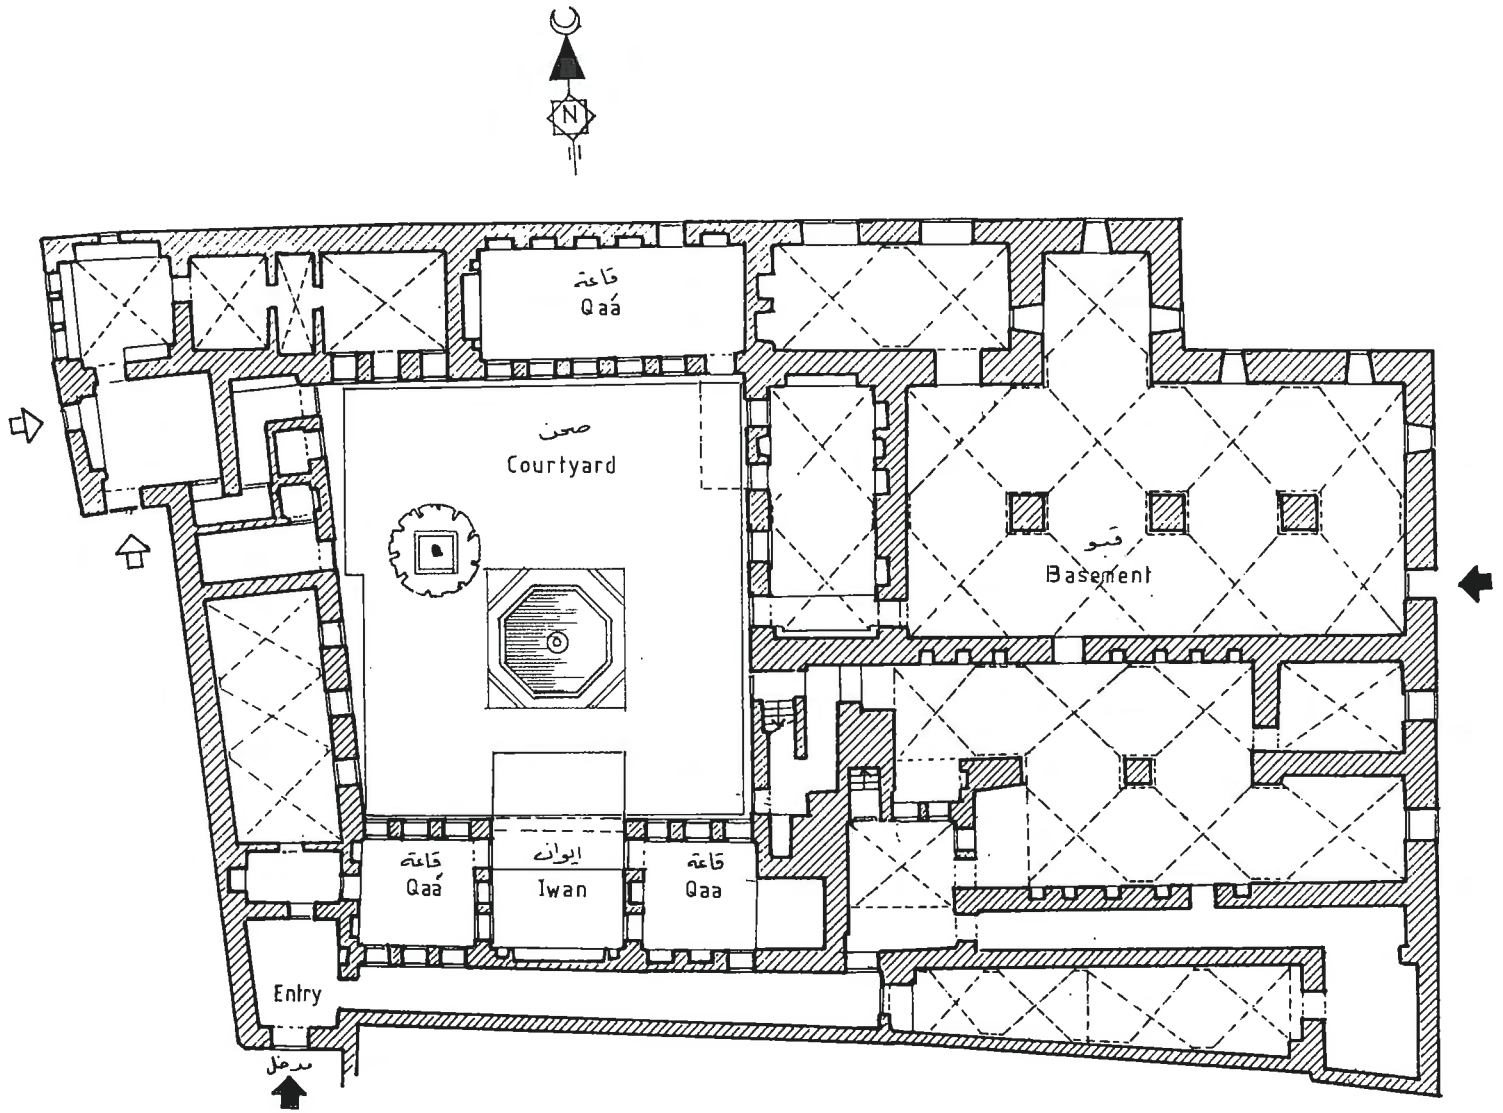 N
قاعة
Qaá
صحن
Courtyard
قبو
Basement
قاعة
Qaá
ايوان
Iwan
قاعة
Qaa
Entry
مدخل